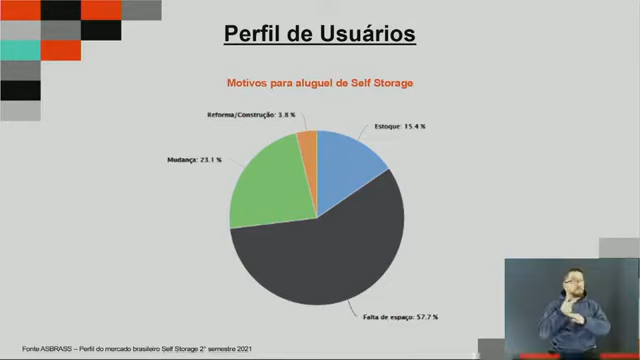 Perfil de Usuários
Motivos para aluguel de Self Storage
Reforma/Construção: 3.8 %
Estoque: 15.4 %
Mudança: 23.1 %
Falta de espaço: 57.7 %
Fonte ASBRASS – Perfil do mercado brasileiro Self Storage 2° semestre 2021